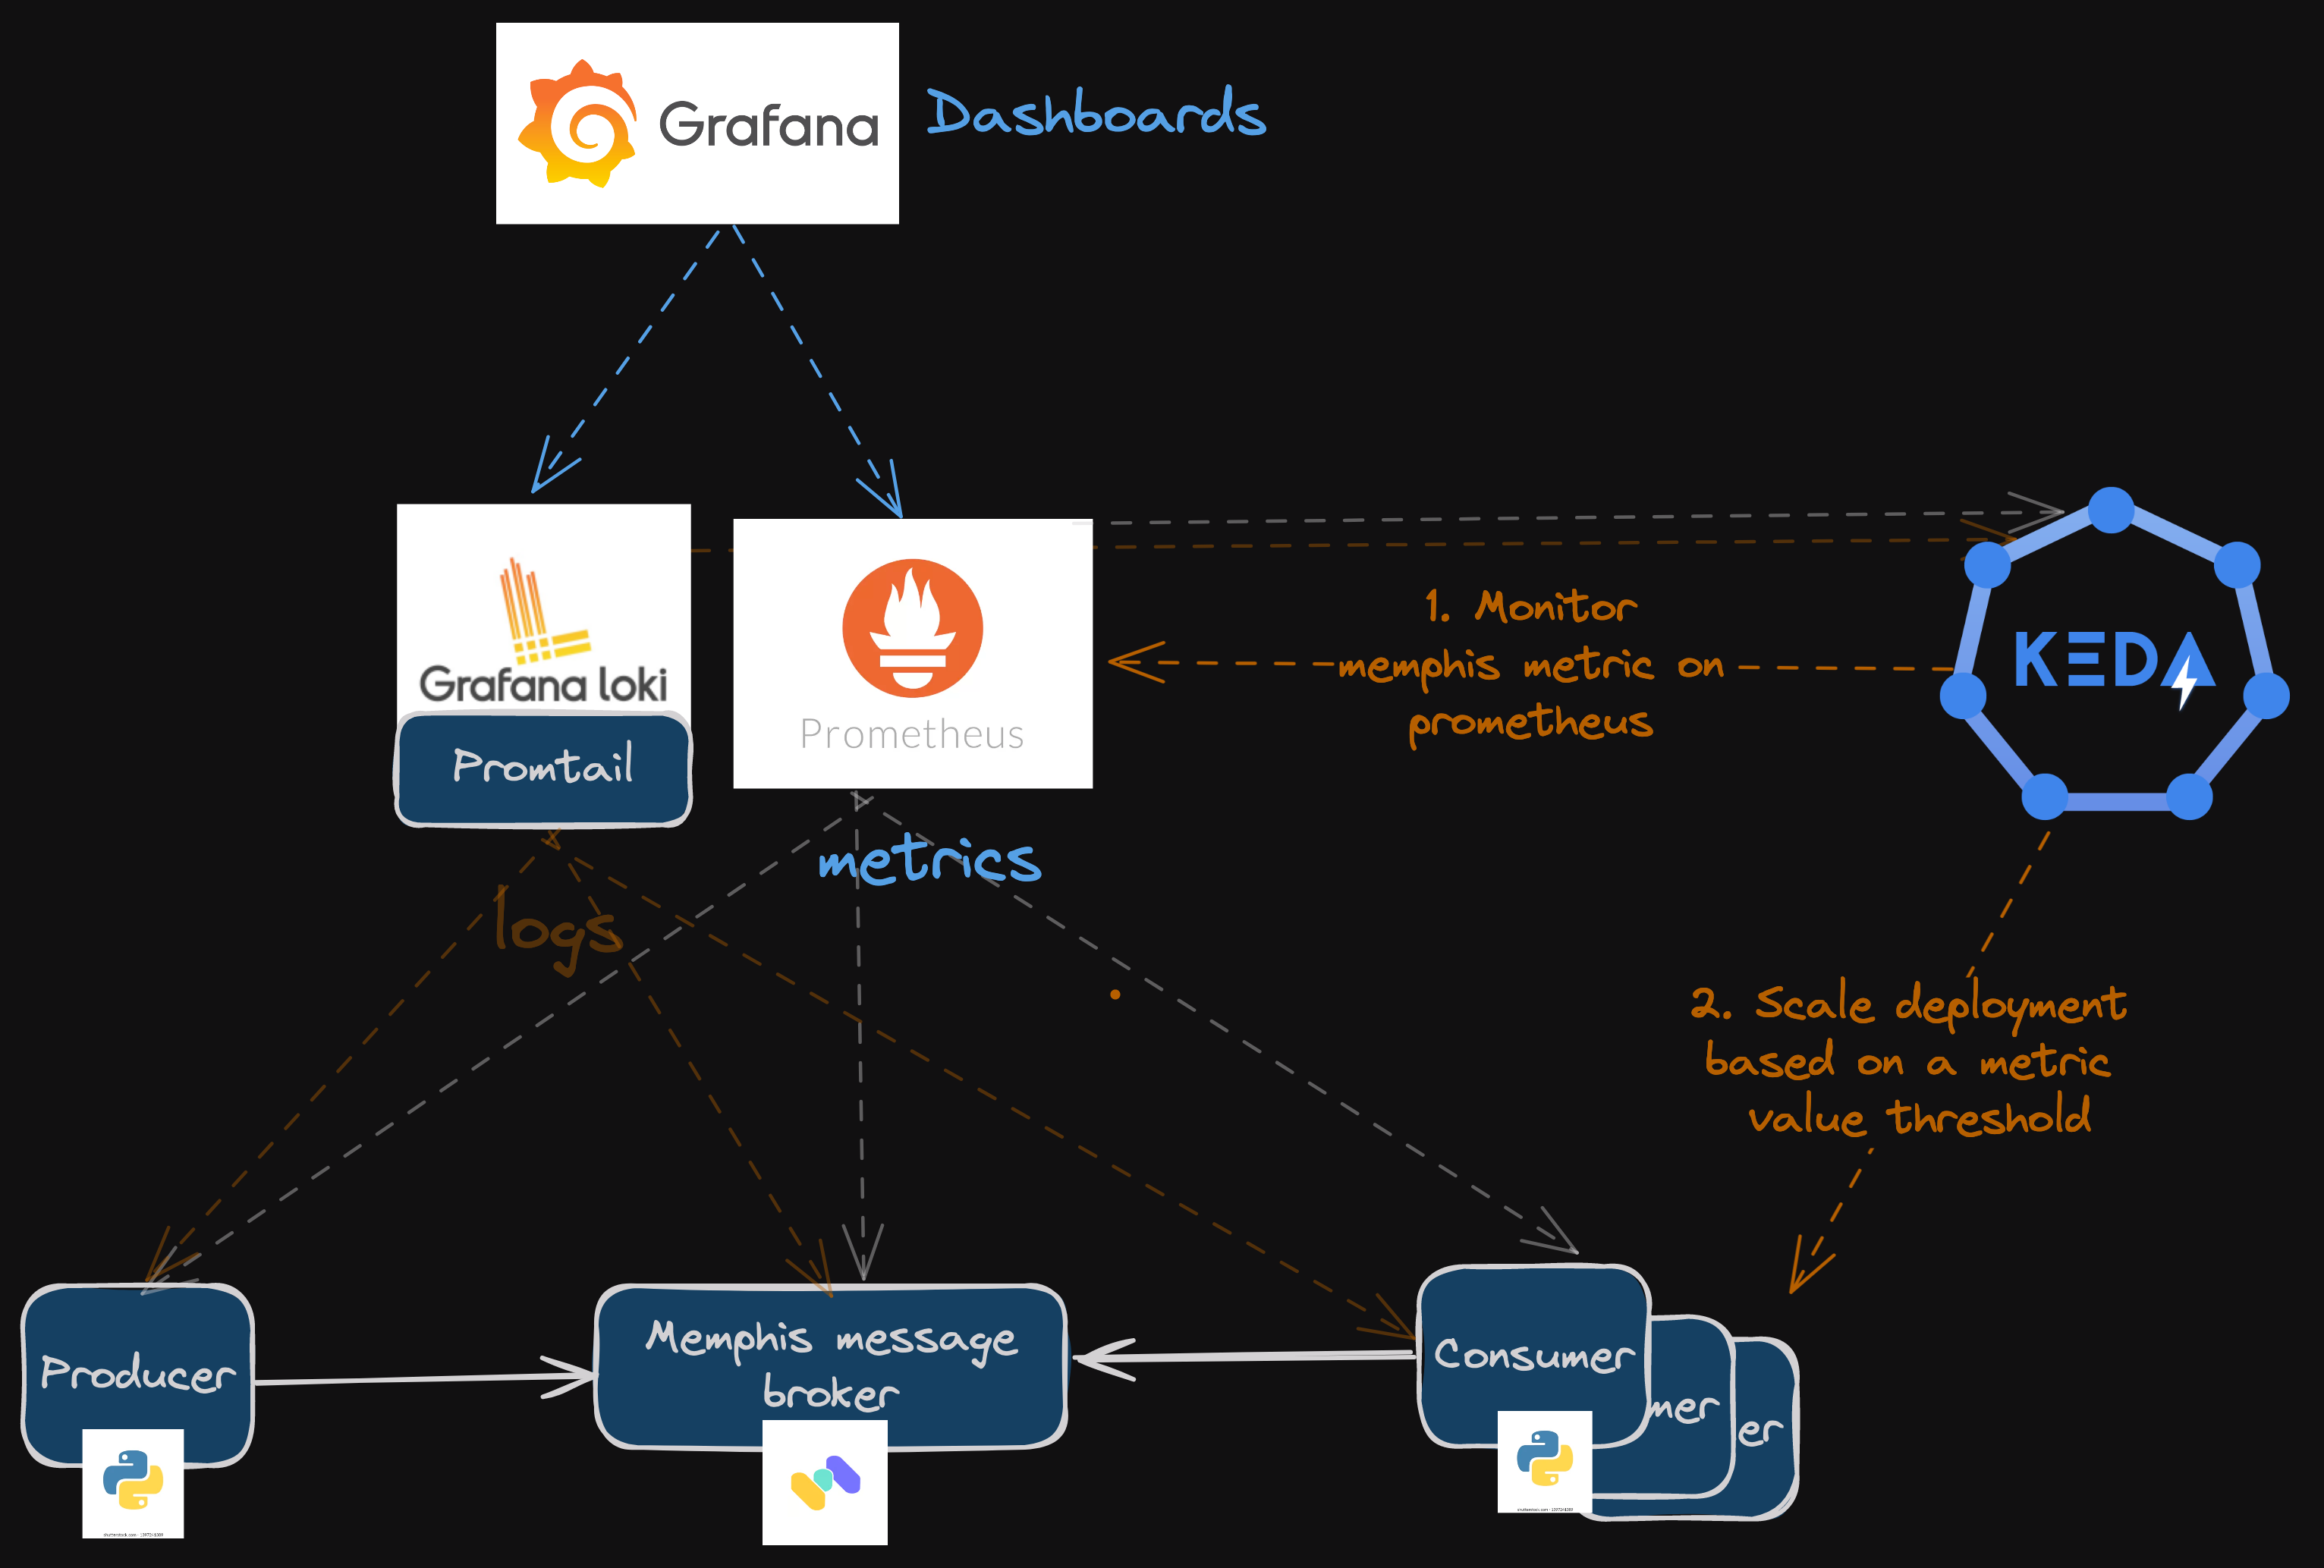 Grafana
Dashboards
Grafana loki
Promtail
Prometheus
1. Monitor
memphis metric on
prometheus
KEDA
metrics
logs
2. Scale deployment
based on a metric
value threshold
Producer
Memphis message
broker
Consumer
mer
er